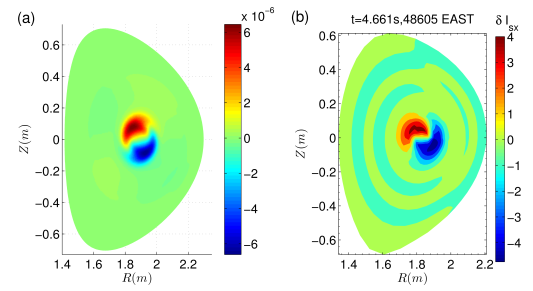 (a)
x 10⁻⁶
0.6
0.4
0.2
0
−0.2
−0.4
−0.6
Z(m)
1.4 1.6 1.8 2 2.2
R(m)
6
4
2
0
−2
−4
−6
(b)
t=4.661s,48605 EAST
δ I_sx
0.6
0.4
0.2
0
−0.2
−0.4
−0.6
Z(m)
1.4 1.6 1.8 2 2.2
R(m)
4
3
2
1
0
−1
−2
−3
−4